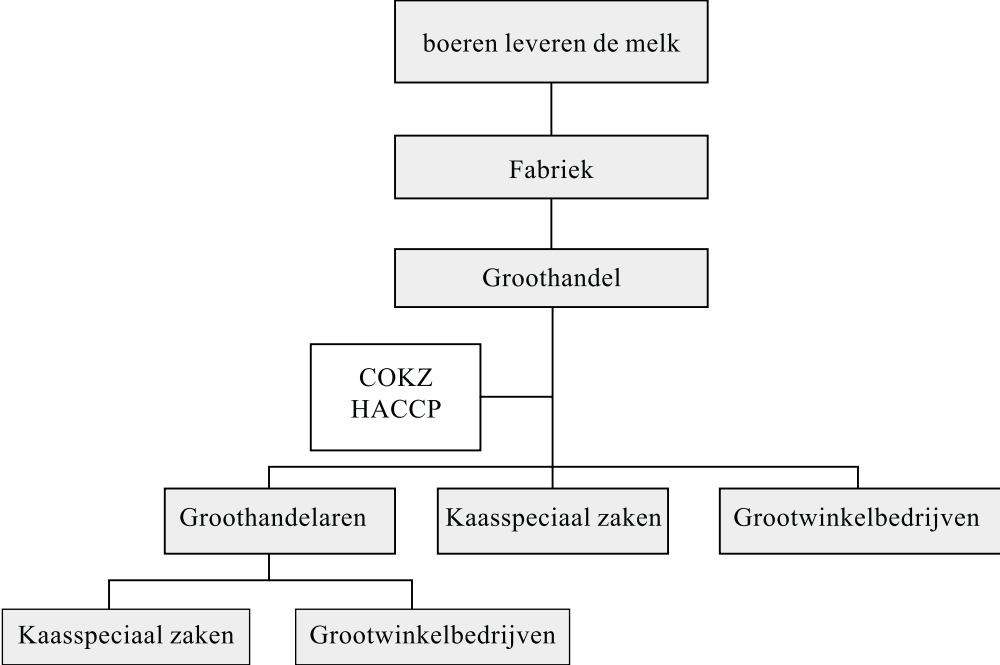 boeren leveren de melk
Fabriek
Groothandel
COKZ
HACCP
Groothandelaren
Kaasspeciaal zaken
Grootwinkelbedrijven
Kaasspeciaal zaken
Grootwinkelbedrijven